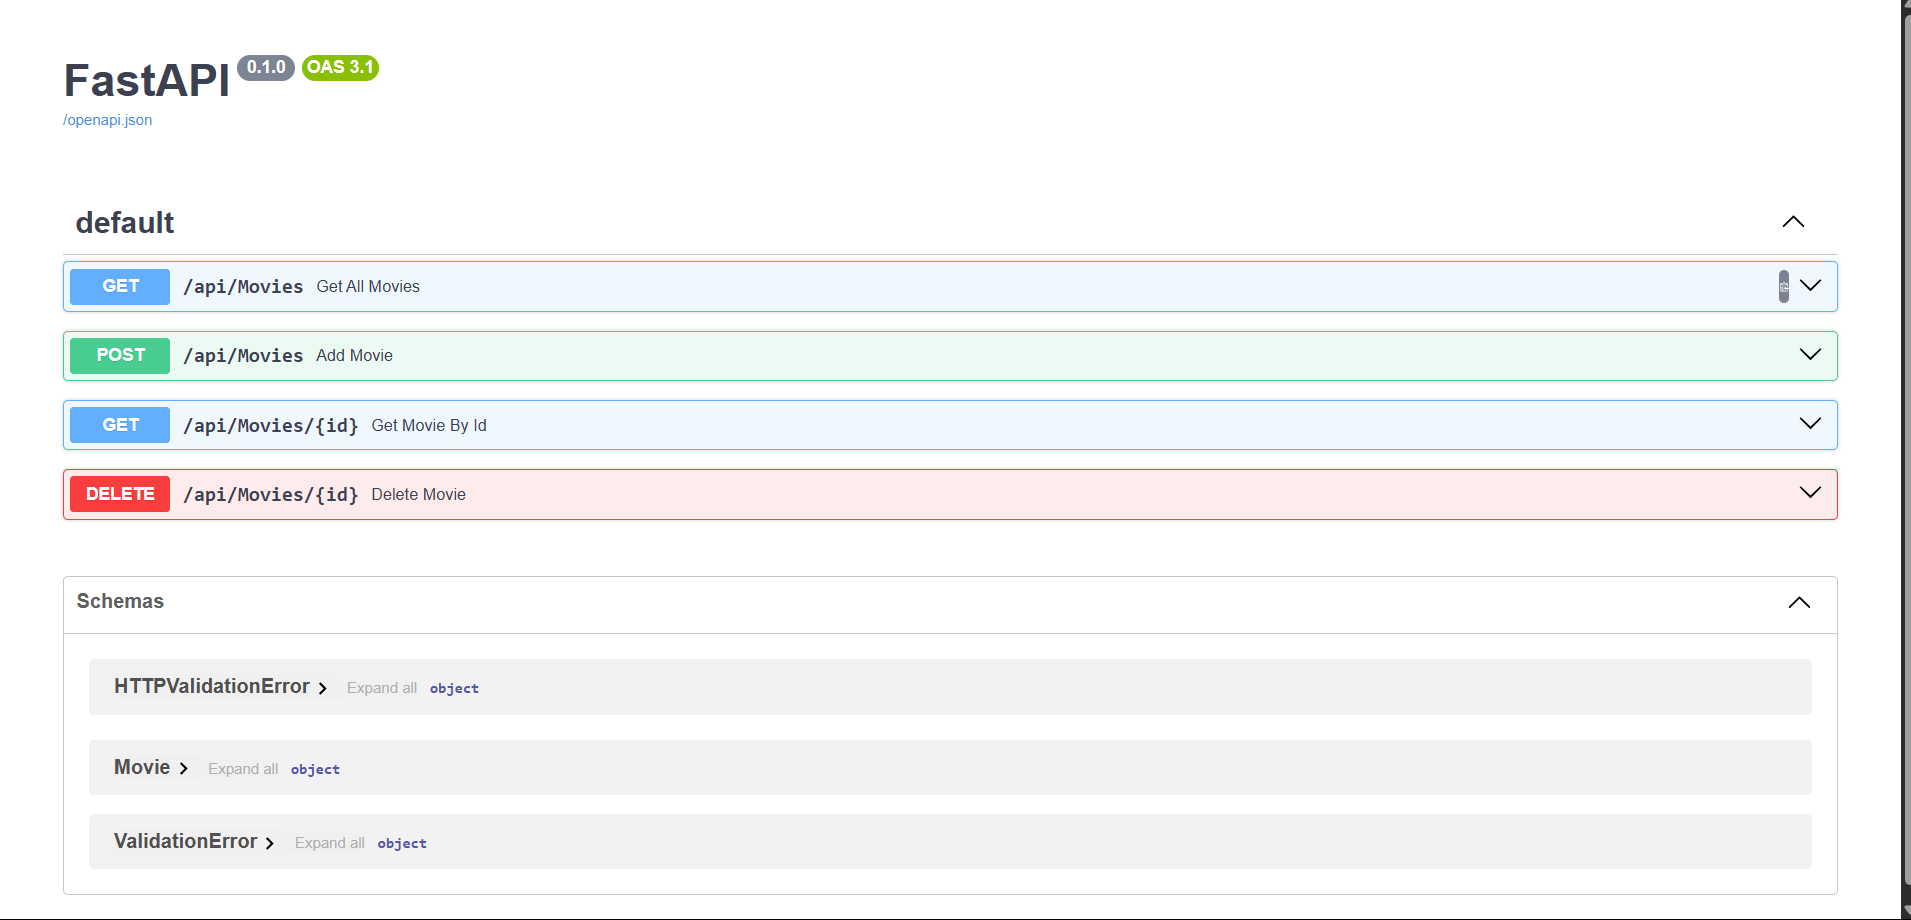 FastAPI 0.1.0 OAS 3.1
/openapi.json
default
GET /api/Movies Get All Movies
POST /api/Movies Add Movie
GET /api/Movies/{id} Get Movie By Id
DELETE /api/Movies/{id} Delete Movie
Schemas
HTTPValidationError Expand all object
Movie Expand all object
ValidationError Expand all object